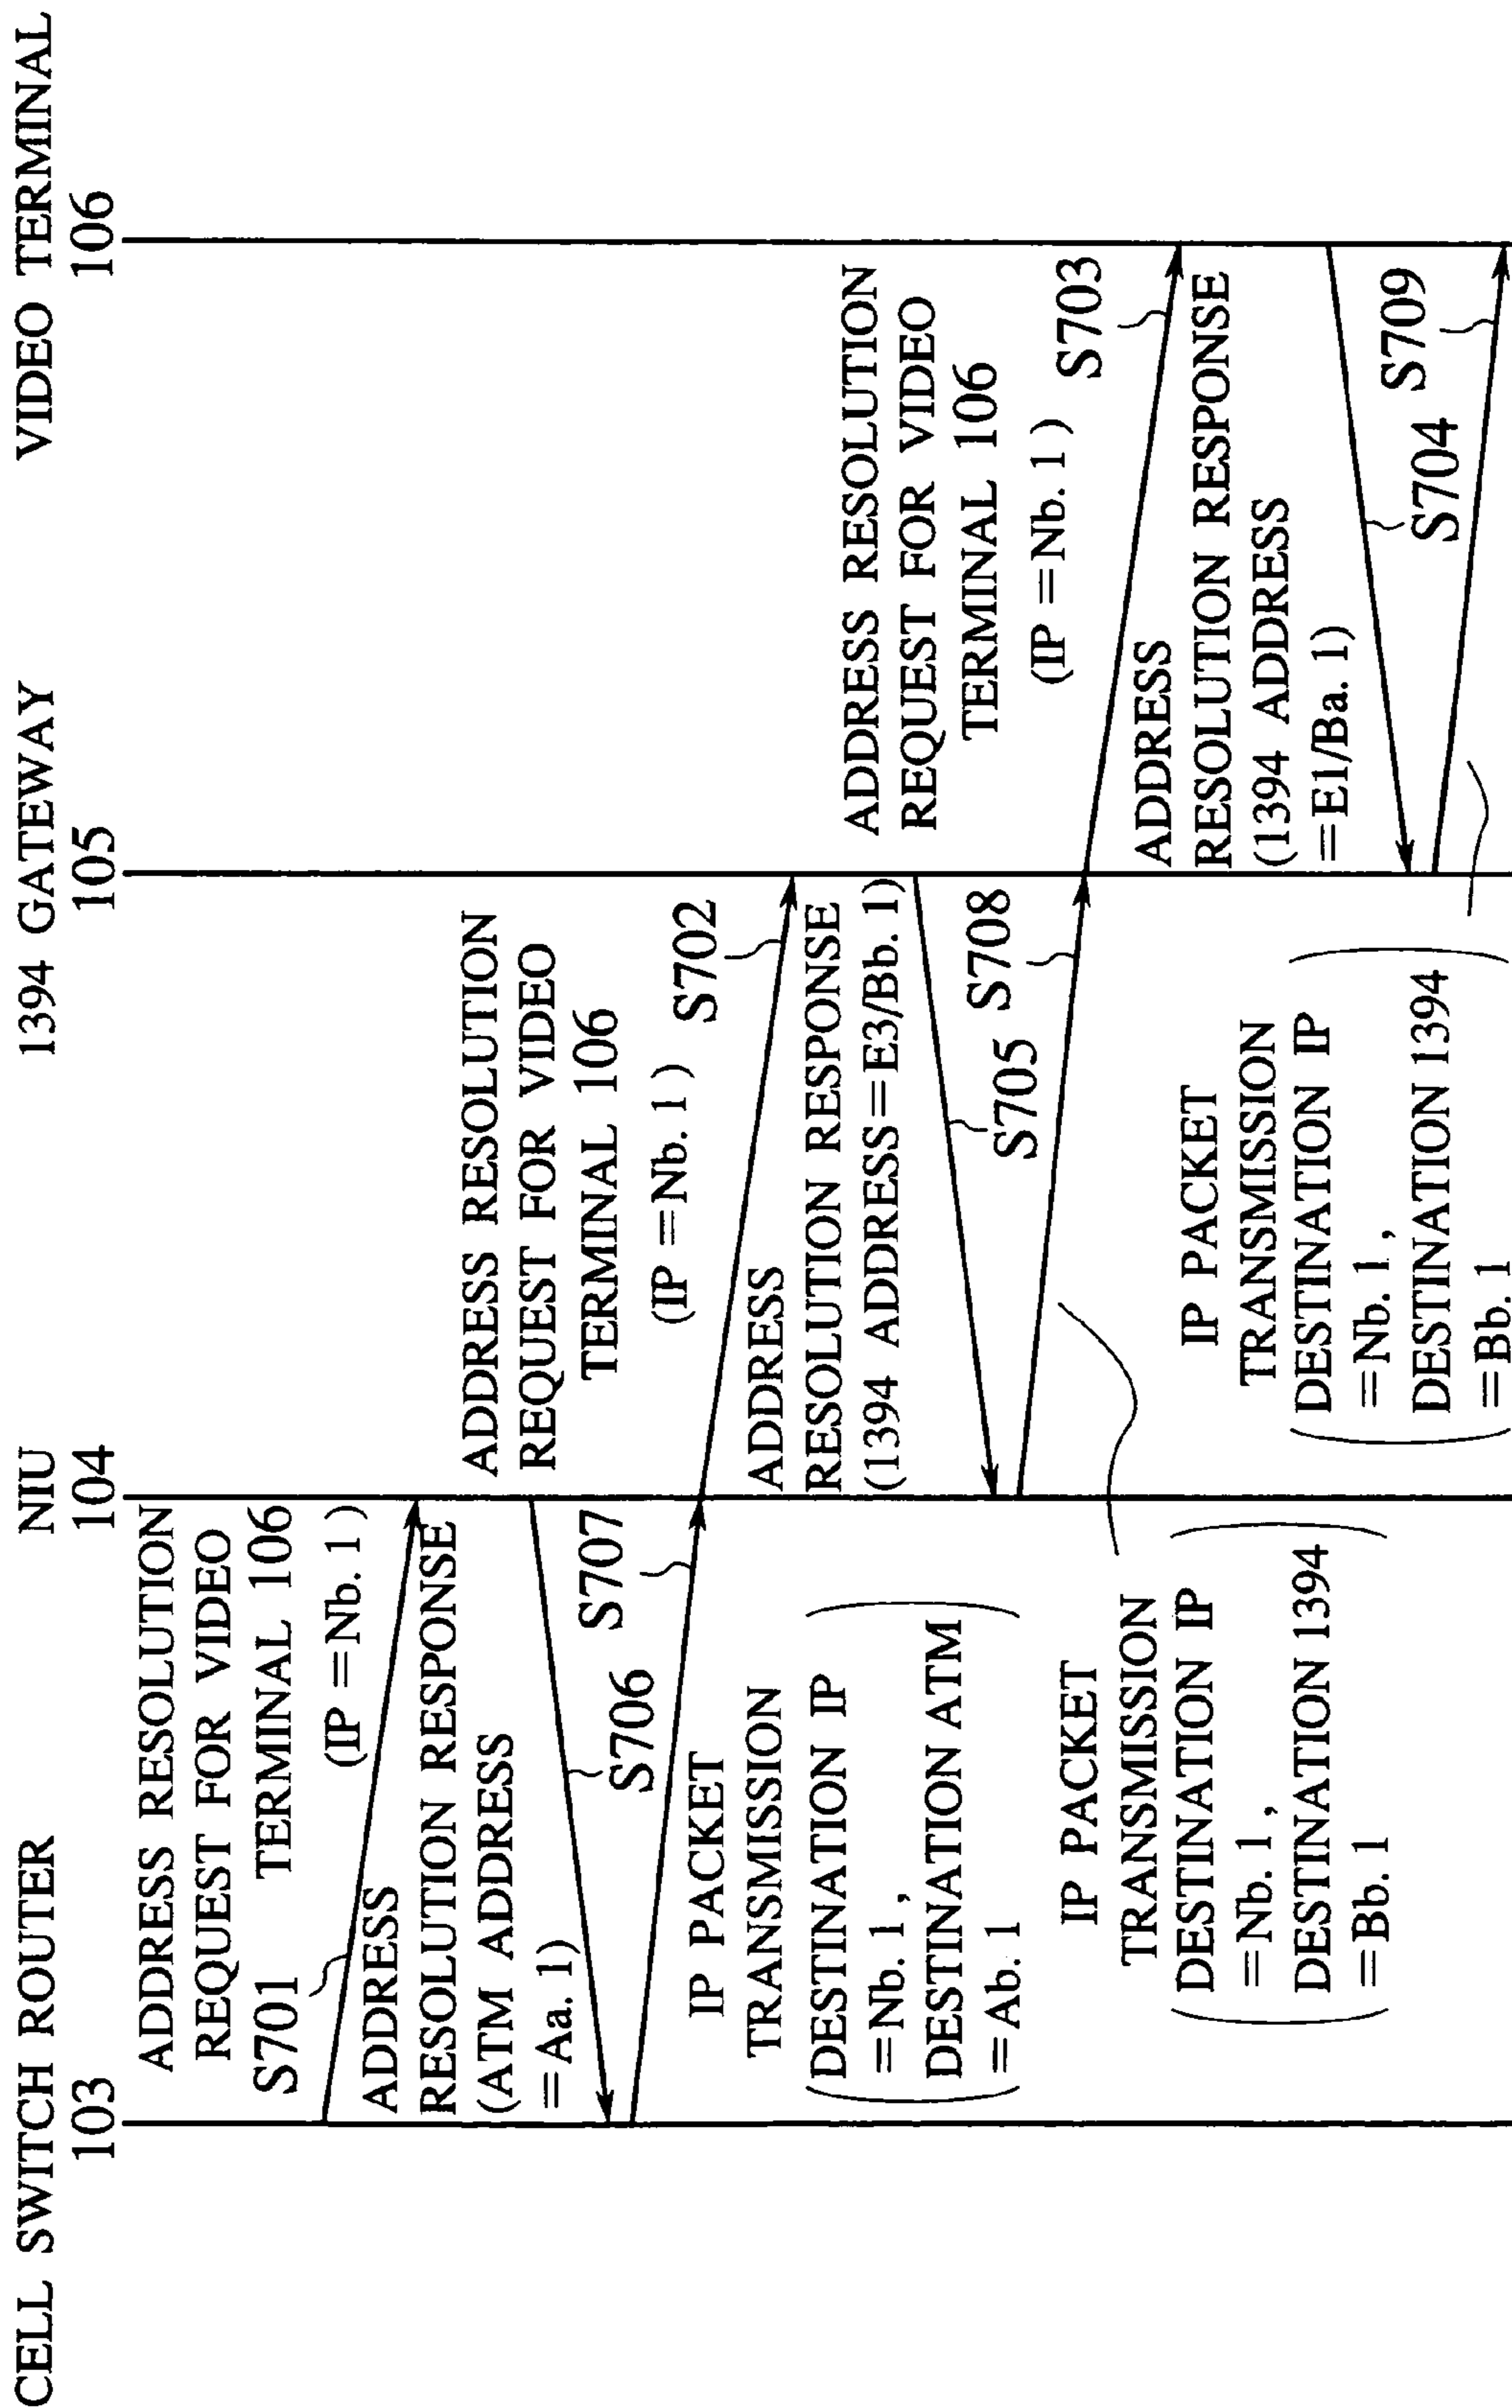 CELL SWITCH ROUTER
103
NIU
104
1394 GATEWAY
105
VIDEO TERMINAL
106
ADDRESS RESOLUTION
REQUEST FOR VIDEO
S701 TERMINAL 106
(IP =Nb. 1 )
ADDRESS
RESOLUTION RESPONSE
(ATM ADDRESS
=Aa. 1)
S706 S707
IP PACKET
TRANSMISSION
DESTINATION IP
=Nb. 1 ,
DESTINATION ATM
=Ab. 1
ADDRESS RESOLUTION
REQUEST FOR VIDEO
TERMINAL 106
(IP =Nb. 1 )
S702
ADDRESS
RESOLUTION RESPONSE
(1394 ADDRESS=E3/Bb. 1)
S705 S708
IP PACKET
TRANSMISSION
DESTINATION IP
=Nb. 1 ,
DESTINATION 1394
=Bb. 1
ADDRESS RESOLUTION
REQUEST FOR VIDEO
TERMINAL 106
(IP =Nb. 1 )
S703
ADDRESS
RESOLUTION RESPONSE
(1394 ADDRESS
=E1/Ba. 1)
S704 S709
IP PACKET
TRANSMISSION
DESTINATION IP
=Nb. 1 ,
DESTINATION 1394
=Bb. 1